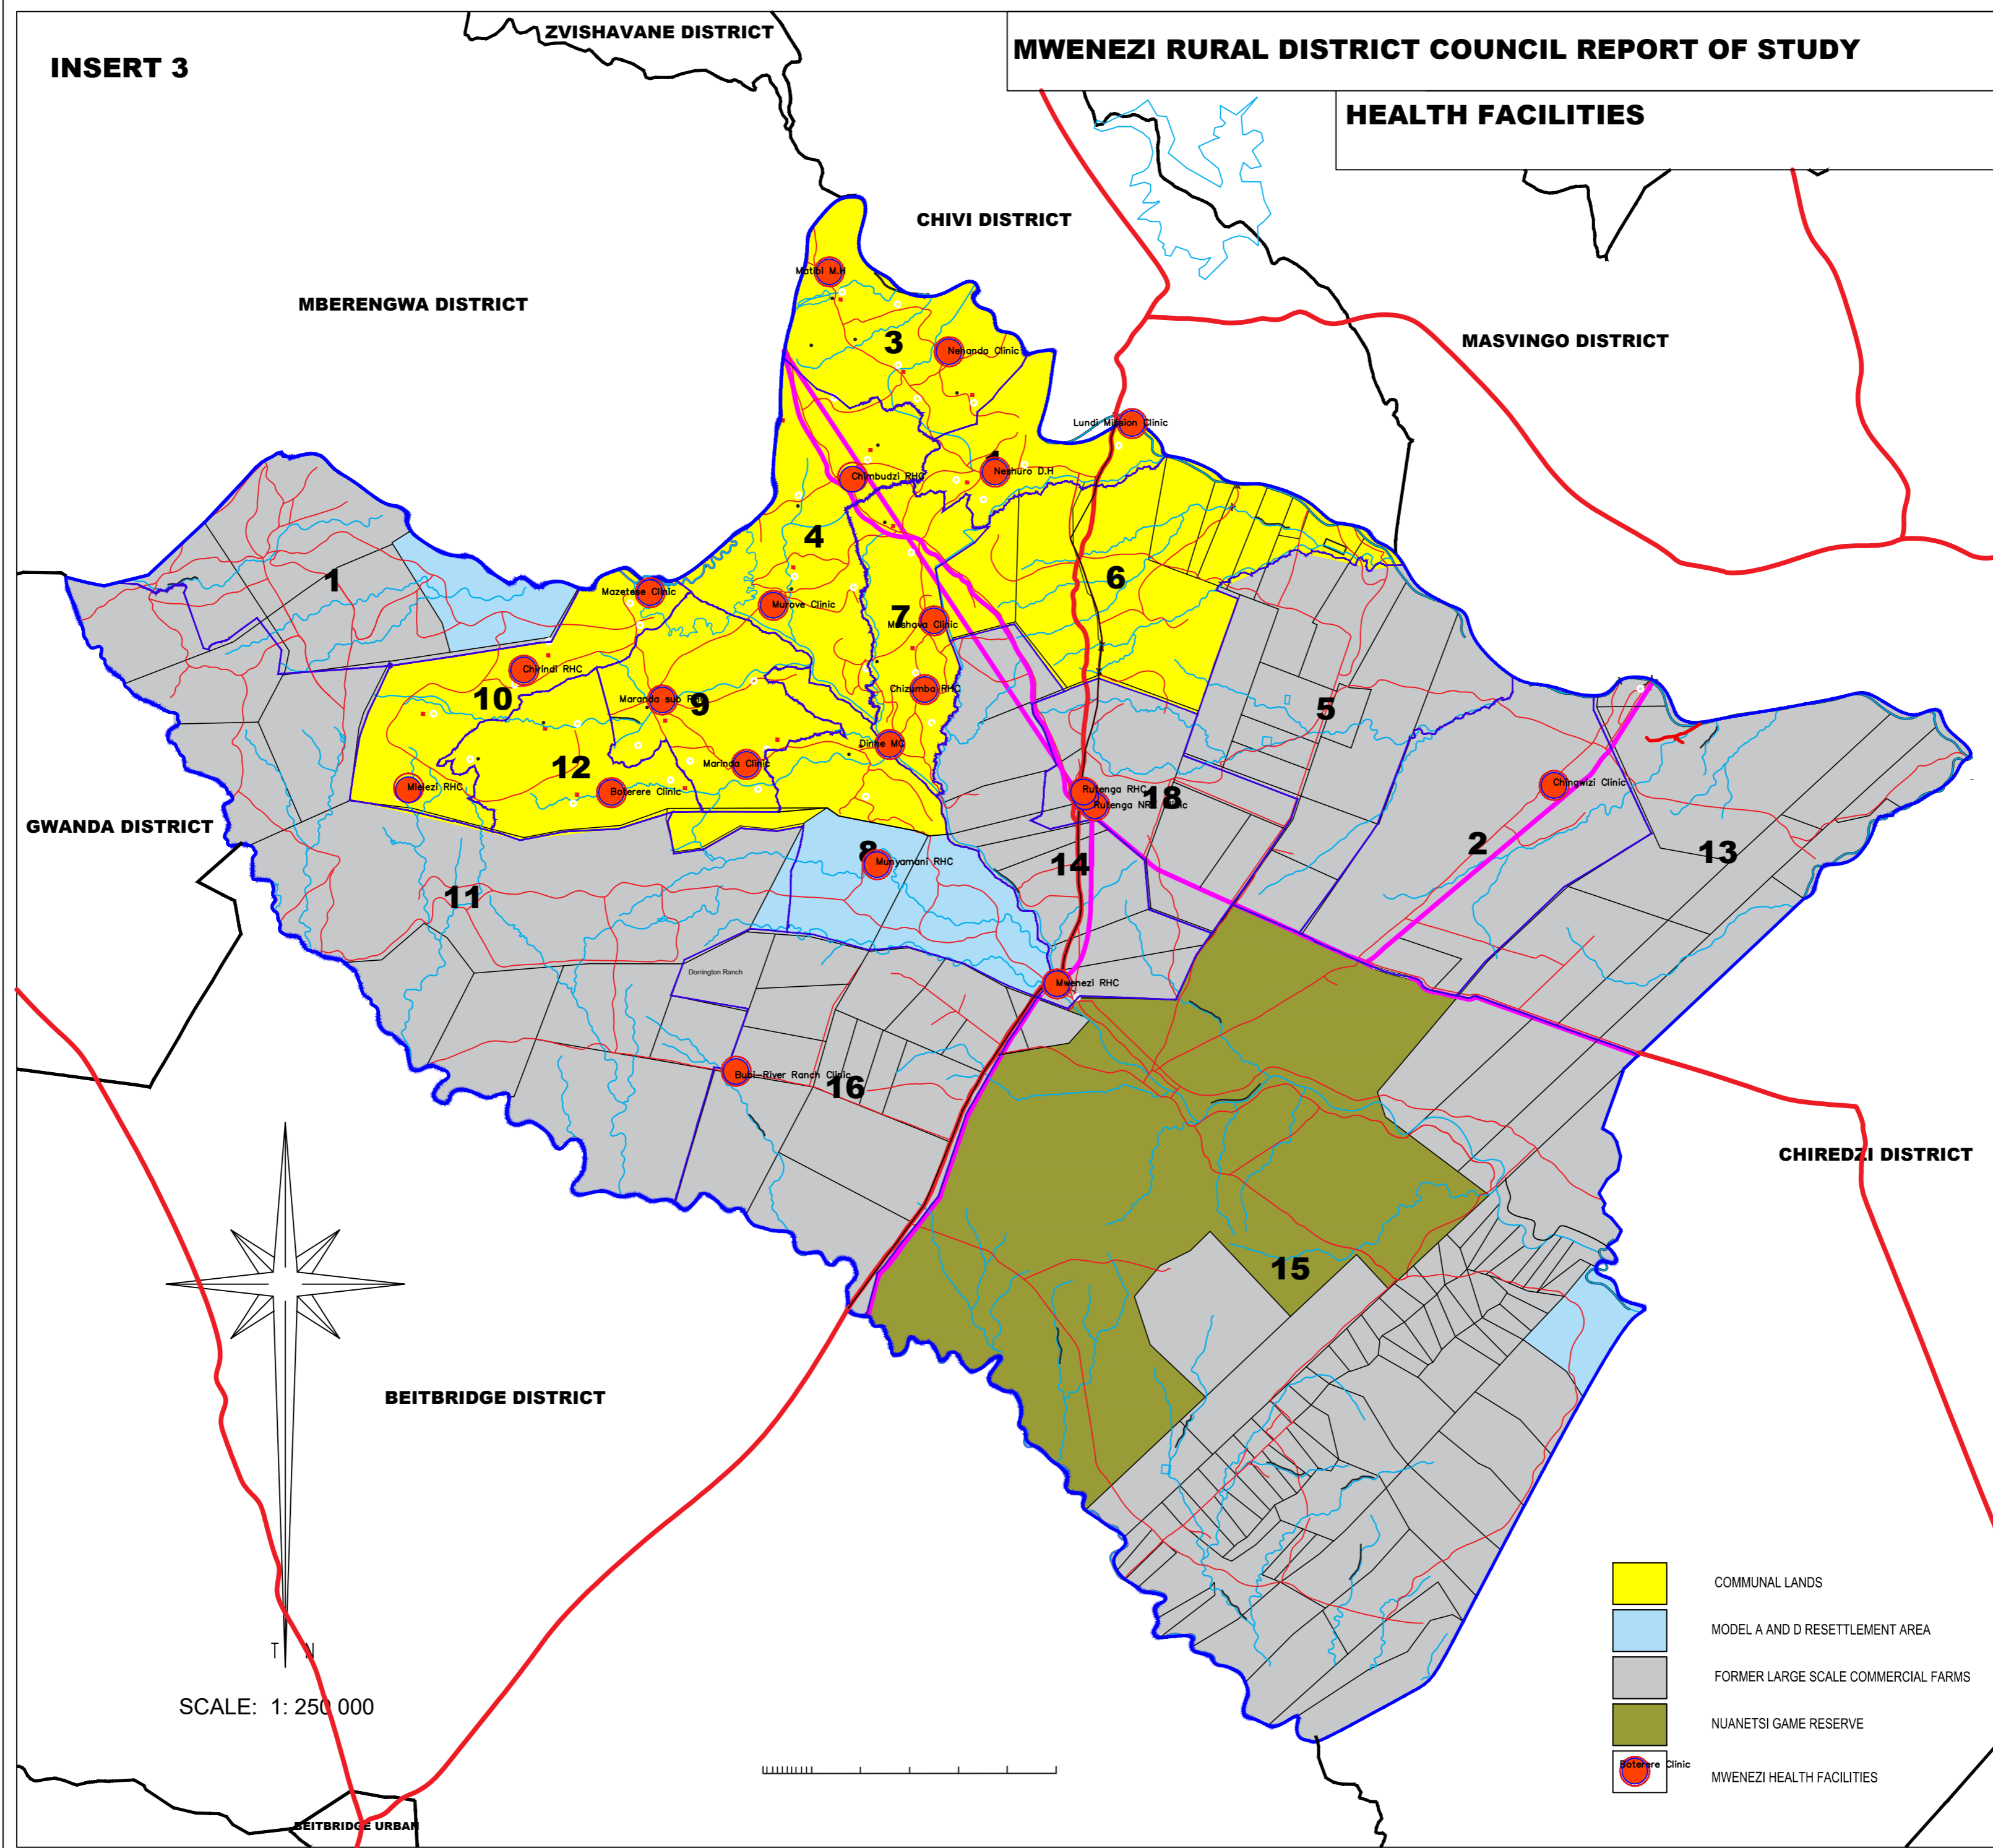 ZVISHAVANE DISTRICT
MWENEZI RURAL DISTRICT COUNCIL REPORT OF STUDY
INSERT 3
HEALTH FACILITIES
CHIVI DISTRICT
Matibi M.H
MBERENGWA DISTRICT
MASVINGO DISTRICT
3
Nehanda Clinic
Lundi Mission Clinic
Neshuro D.H
Chimbudzi RHC
4
1
6
Mazetese Clinic
Murove Clinic
7
Chirindi RHC
10
Maranda sub
9
Chizumba RHC
5
Dinhe MC
Marinda Clinic
12
Boterere Clinic
Rutenga RHC
18
Chingwizi Clinic
GWANDA DISTRICT
2
13
8
Munyamani RHC
14
11
Dorrington Ranch
Mwenezi RHC
Bubi-River Ranch Clinic
16
CHIREDZI DISTRICT
15
BEITBRIDGE DISTRICT
COMMUNAL LANDS
MODEL A AND D RESETTLEMENT AREA
T N
FORMER LARGE SCALE COMMERCIAL FARMS
SCALE: 1: 250 000
NUANETSI GAME RESERVE
Boterere Clinic
MWENEZI HEALTH FACILITIES
BEITBRIDGE URBAN